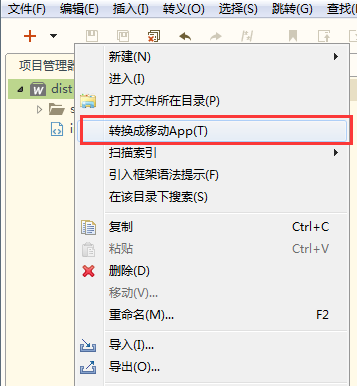 文件(F) 编辑(E) 插入(I) 转义(O) 选择(S) 跳转(G) 查找(
项目管理器
W dist
新建(N)
进入(I)
打开文件所在目录(P)
转换成移动App(T)
扫描索引
引入框架语法提示(F)
在该目录下搜索(S)
复制 Ctrl+C
粘贴 Ctrl+V
删除(D)
移动(V)...
重命名(M)... F2
导入(I)...
导出(O)...